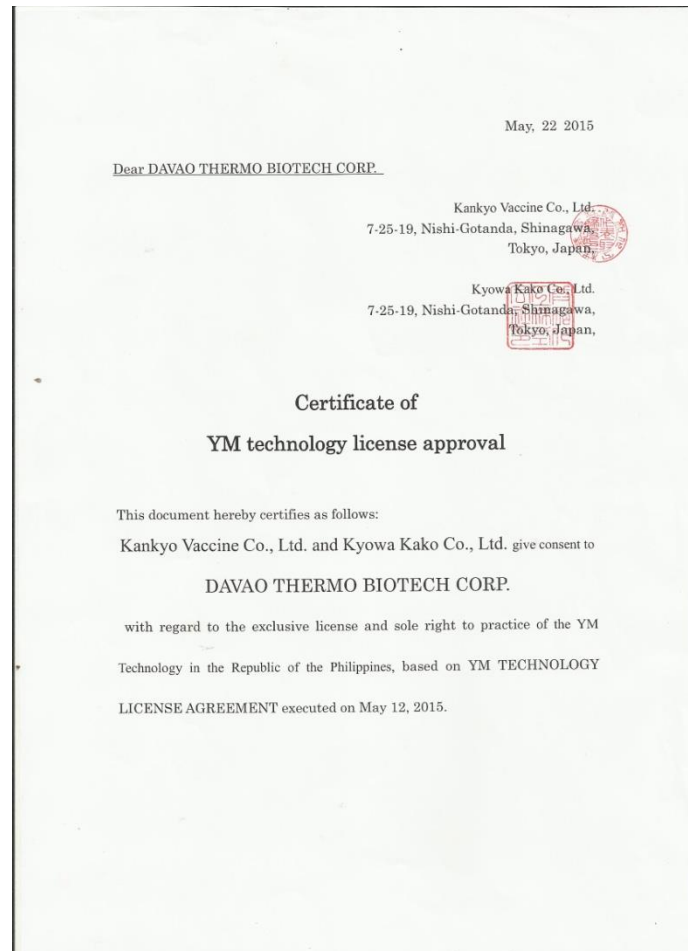 May, 22 2015
Dear DAVAO THERMO BIOTECH CORP.
Kankyo Vaccine Co., Ltd.
7-25-19, Nishi-Gotanda, Shinagawa,
Tokyo, Japan,
Kyowa Kako Co., Ltd.
7-25-19, Nishi-Gotanda, Shinagawa,
Tokyo, Japan,
Certificate of
YM technology license approval
This document hereby certifies as follows:
Kankyo Vaccine Co., Ltd. and Kyowa Kako Co., Ltd. give consent to
DAVAO THERMO BIOTECH CORP.
with regard to the exclusive license and sole right to practice of the YM
Technology in the Republic of the Philippines, based on YM TECHNOLOGY
LICENSE AGREEMENT executed on May 12, 2015.